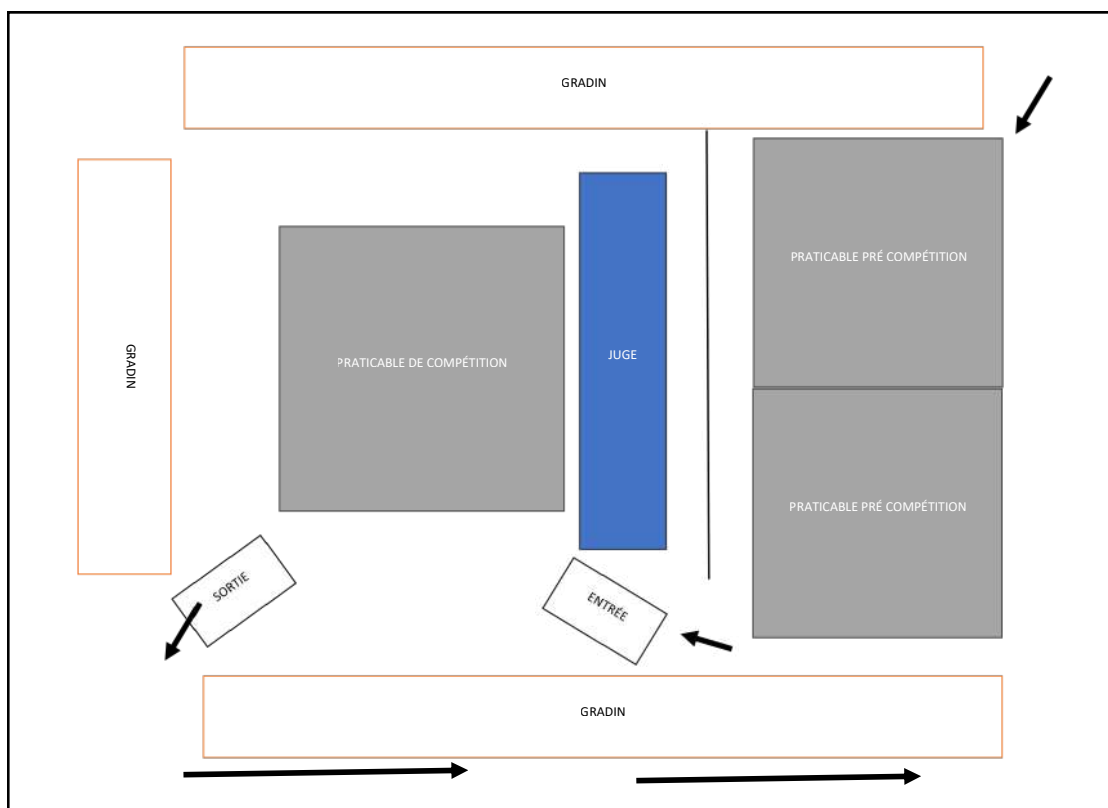 GRADIN
PRATICABLE PRÉ COMPÉTITION
GRADIN
PRATICABLE DE COMPÉTITION
JUGE
PRATICABLE PRÉ COMPÉTITION
SORTIE
ENTRÉE
GRADIN